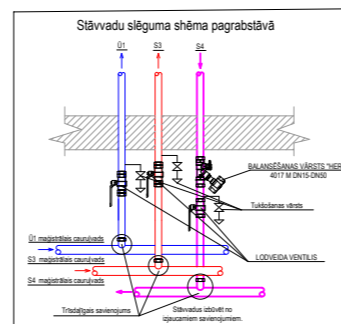 Stāvvadu slēguma shēma pagrabstāvā
Ū1
S3
S4
BALANSĒŠANAS VĀRSTS "HER
4017 M DN15-DN50
Tukšošanas vārsts
Ū1 maģistrālais cauruļvads
LODVEIDA VENTILIS
S3 maģistrālais cauruļvads
S4 maģistrālais cauruļvads
Trīsdaļīgais savienojums
Stāvvadus izbūvēt no
izjaucamiem savienojumiem.